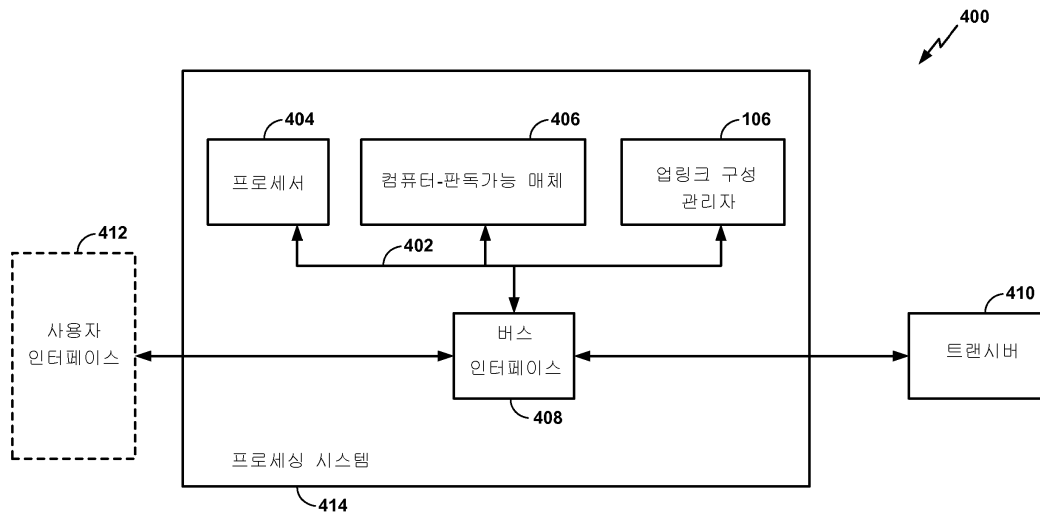 400
404
프로세서
406
컴퓨터-판독가능 매체
106
업링크 구성
관리자
412
사용자
인터페이스
402
버스
인터페이스
408
410
트랜시버
프로세싱 시스템
414